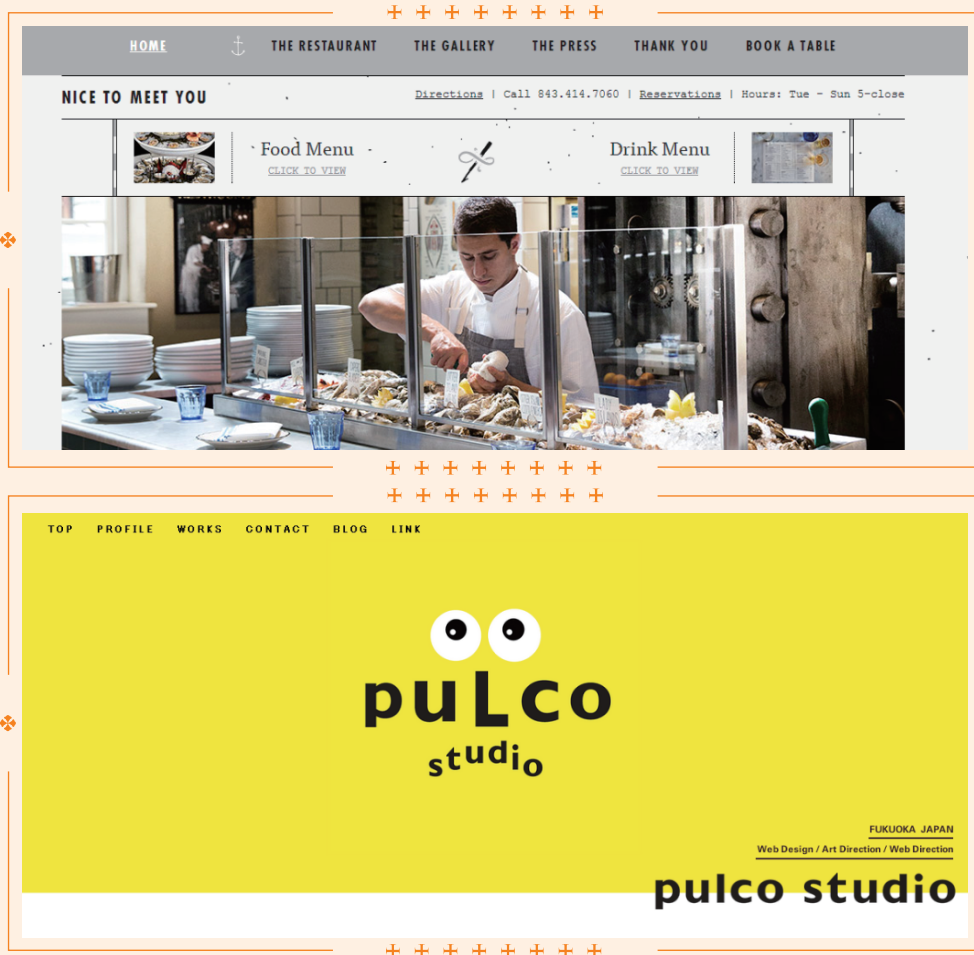 HOME THE RESTAURANT THE GALLERY THE PRESS THANK YOU BOOK A TABLE
NICE TO MEET YOU
Directions | Call 843.414.7060 | Reservations | Hours: Tue - Sun 5-close
Food Menu
CLICK TO VIEW
Drink Menu
CLICK TO VIEW
TOP PROFILE WORKS CONTACT BLOG LINK
puLco
studio
FUKUOKA JAPAN
Web Design / Art Direction / Web Direction
pulco studio